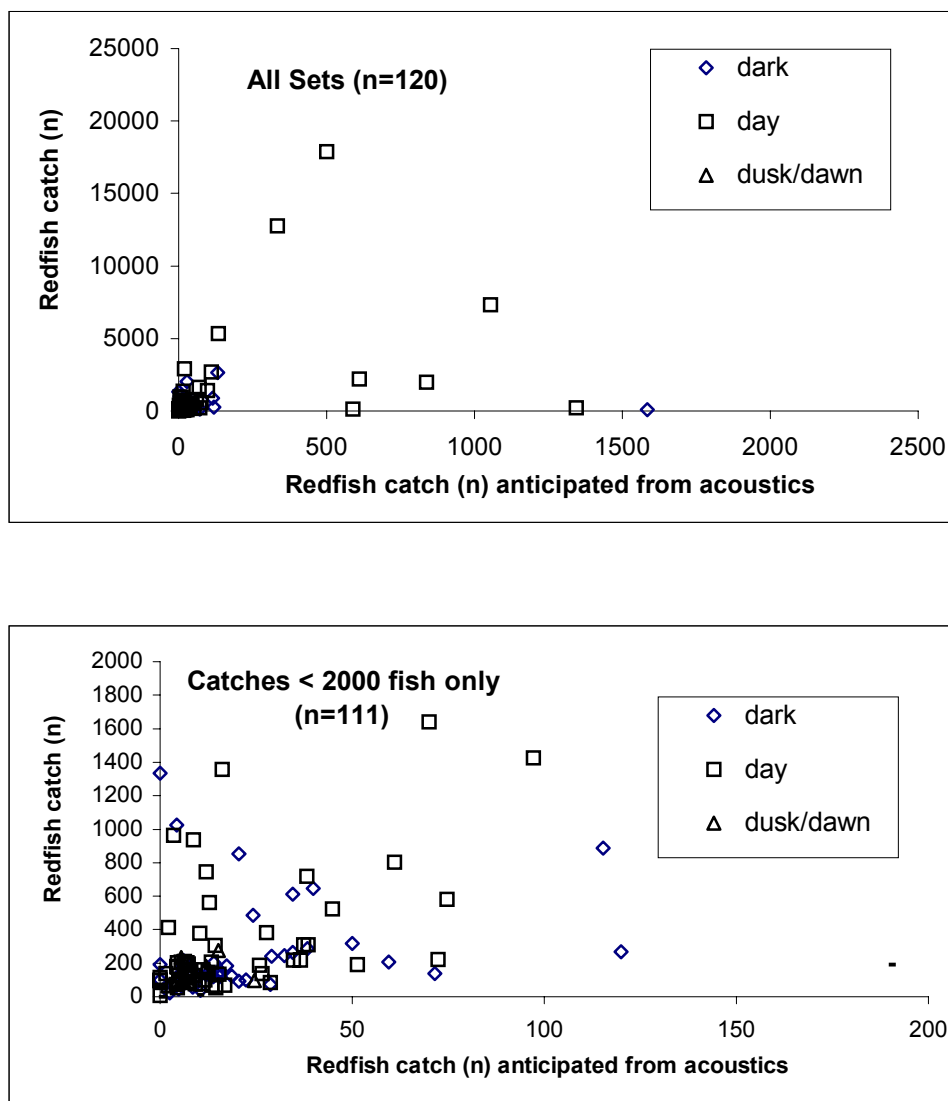 25000
20000
15000
10000
5000
0
Redfish catch (n)
All Sets (n=120)
dark
day
dusk/dawn
0 500 1000 1500 2000 2500
Redfish catch (n) anticipated from acoustics
2000
1800
1600
1400
1200
1000
800
600
400
200
0
Redfish catch (n)
Catches < 2000 fish only
(n=111)
dark
day
dusk/dawn
0 50 100 150 200
Redfish catch (n) anticipated from acoustics